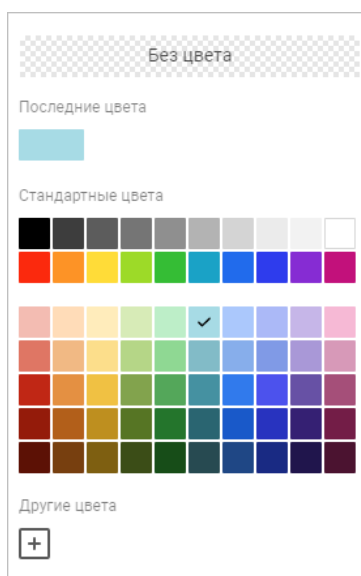 Без цвета
Последние цвета
Стандартные цвета
Другие цвета